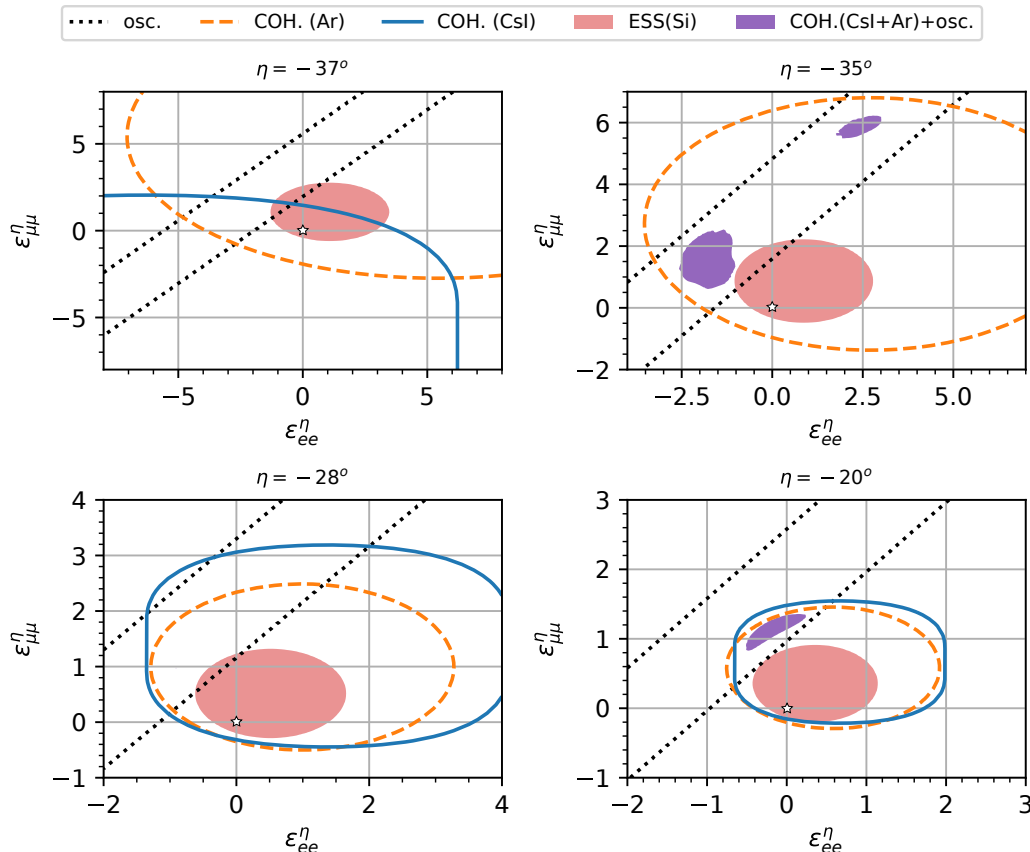 osc. COH. (Ar) COH. (CsI) ESS(Si) COH.(CsI+Ar)+osc.
η = −37° η = −35°
5
0
−5
−5 0 5
ε^η_μμ
ε^η_ee
6
4
2
0
−2
−2.5 0.0 2.5 5.0
ε^η_μμ
ε^η_ee
η = −28° η = −20°
4
3
2
1
0
−1
−2 0 2 4
ε^η_μμ
ε^η_ee
3
2
1
0
−1
−2 −1 0 1 2 3
ε^η_μμ
ε^η_ee